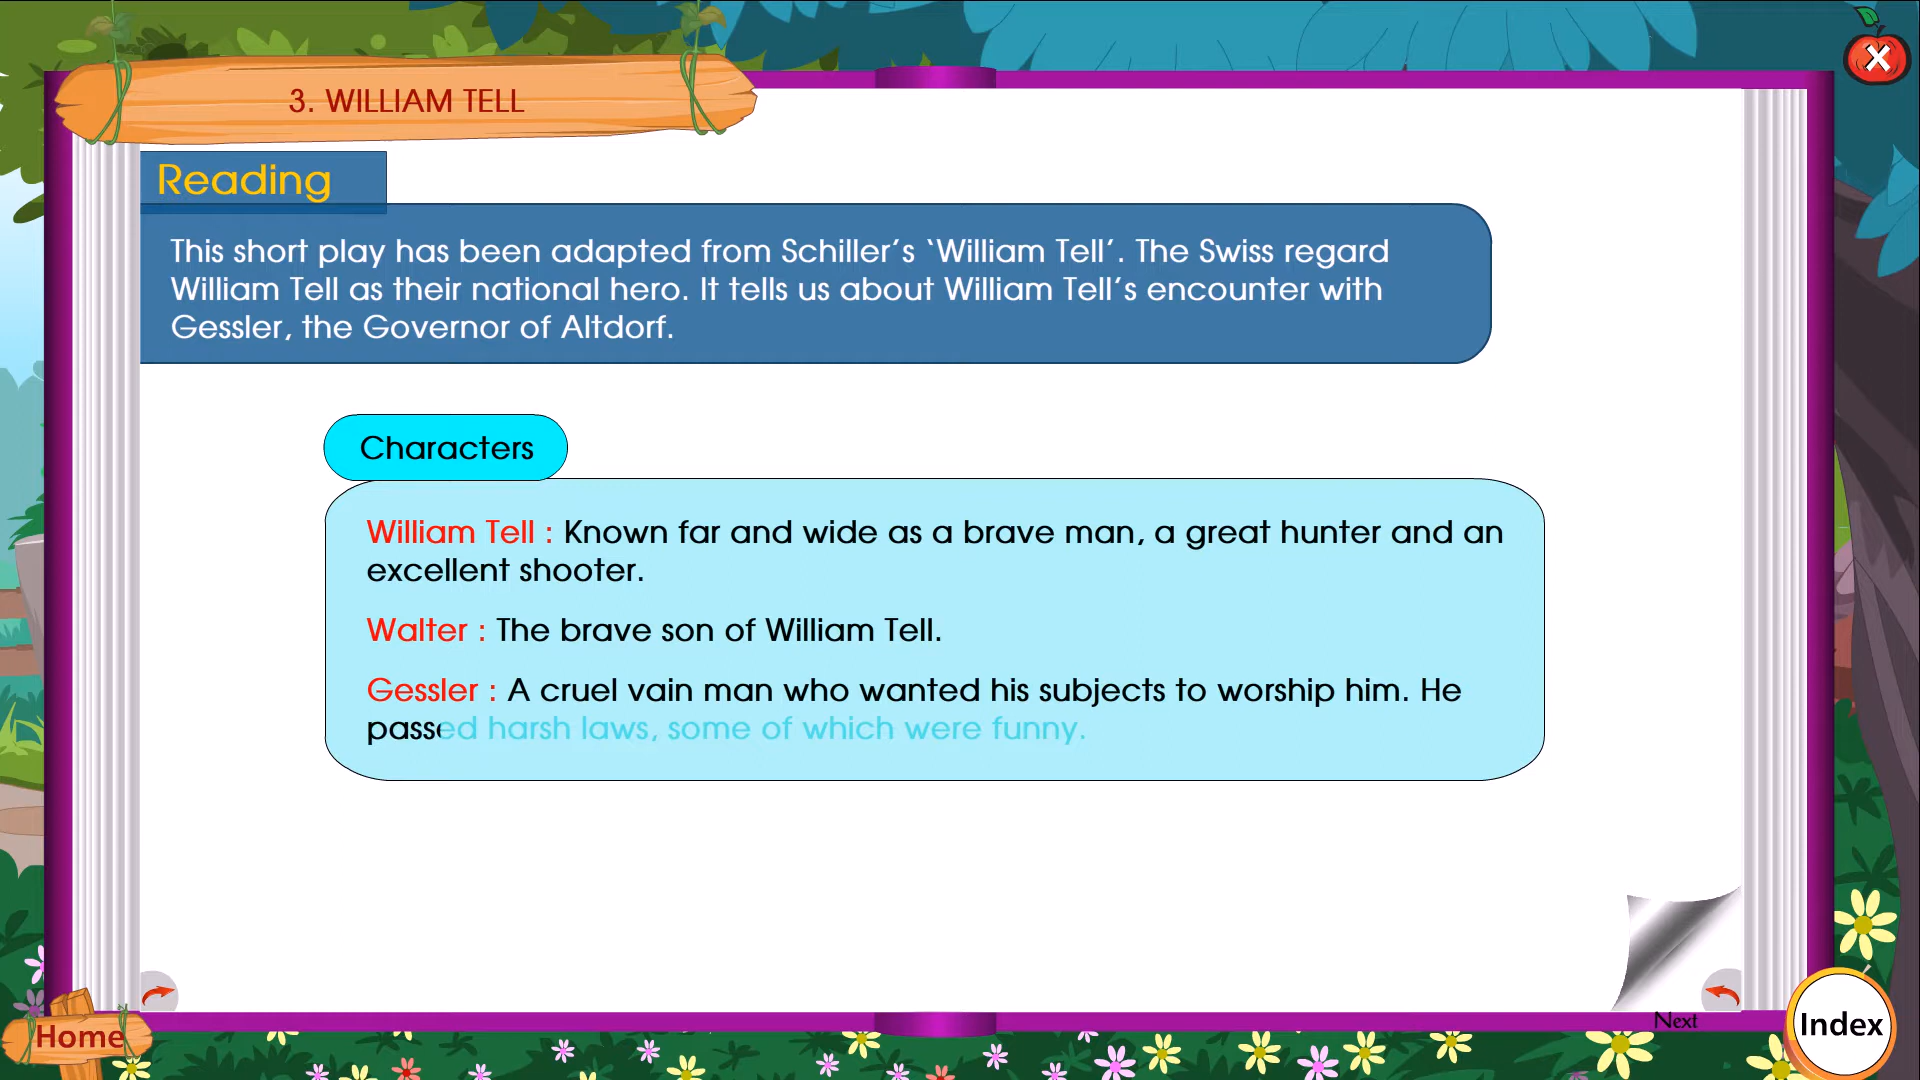 3. WILLIAM TELL
Reading
This short play has been adapted from Schiller's ‘William Tell’. The Swiss regard
William Tell as their national hero. It tells us about William Tell's encounter with
Gessler, the Governor of Altdorf.
Characters
William Tell : Known far and wide as a brave man, a great hunter and an
excellent shooter.
Walter : The brave son of William Tell.
Gessler : A cruel vain man who wanted his subjects to worship him. He
passed harsh laws, some of which were funny.
Next
Home
Index